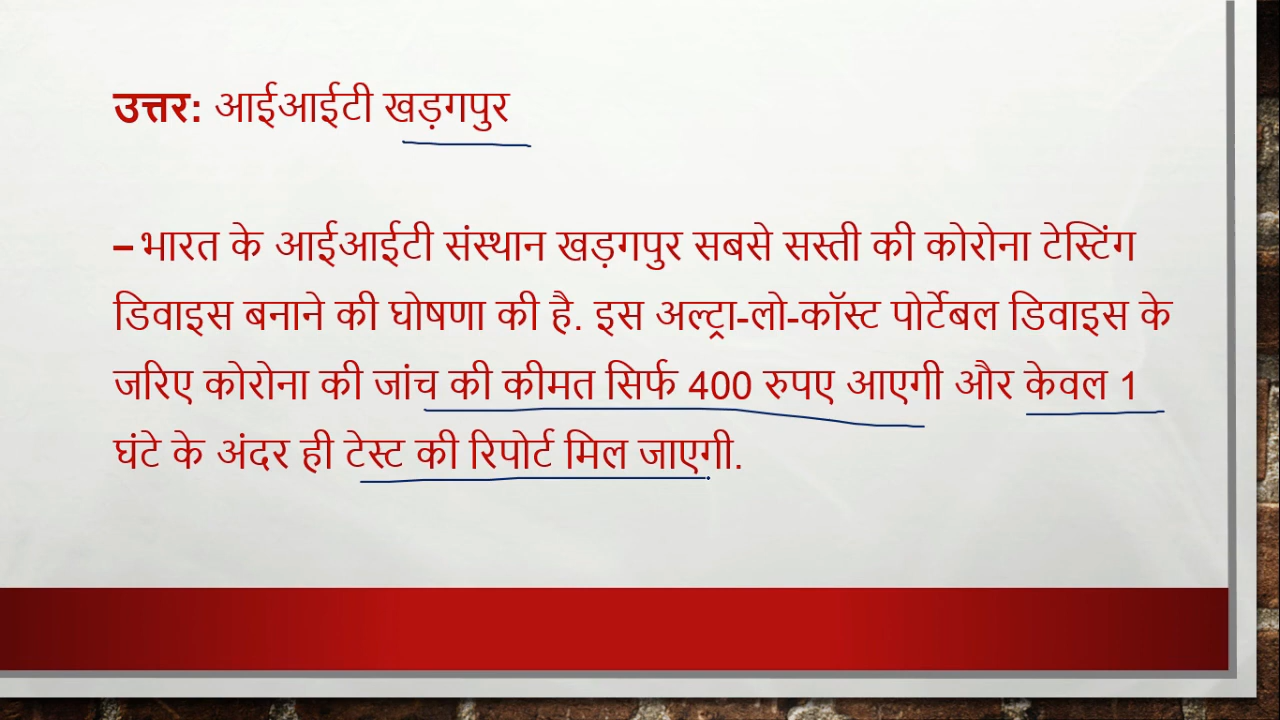 उत्तर: आईआईटी खड़गपुर
– भारत के आईआईटी संस्थान खड़गपुर सबसे सस्ती की कोरोना टेस्टिंग
डिवाइस बनाने की घोषणा की है. इस अल्ट्रा-लो-कॉस्ट पोर्टेबल डिवाइस के
जरिए कोरोना की जांच की कीमत सिर्फ 400 रुपए आएगी और केवल 1
घंटे के अंदर ही टेस्ट की रिपोर्ट मिल जाएगी.